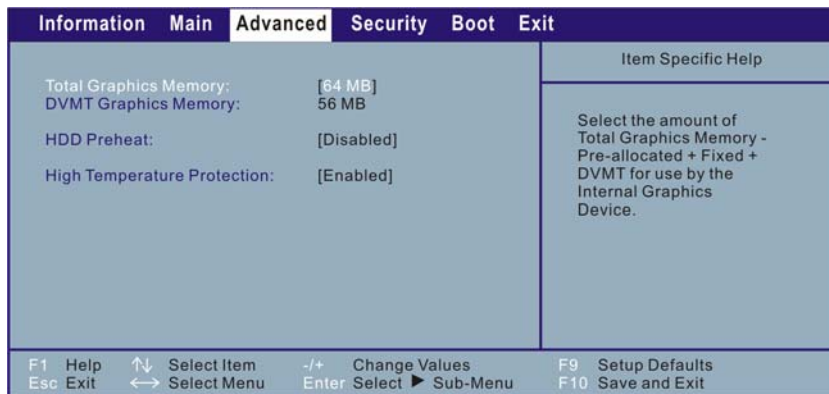 Information Main Advanced Security Boot Exit
Total Graphics Memory: [64 MB]
DVMT Graphics Memory: 56 MB
HDD Preheat: [Disabled]
High Temperature Protection: [Enabled]
Item Specific Help
Select the amount of
Total Graphics Memory -
Pre-allocated + Fixed +
DVMT for use by the
Internal Graphics
Device.
F1 Help ↑↓ Select Item -/+ Change Values F9 Setup Defaults
Esc Exit ←→ Select Menu Enter Select ▶ Sub-Menu F10 Save and Exit